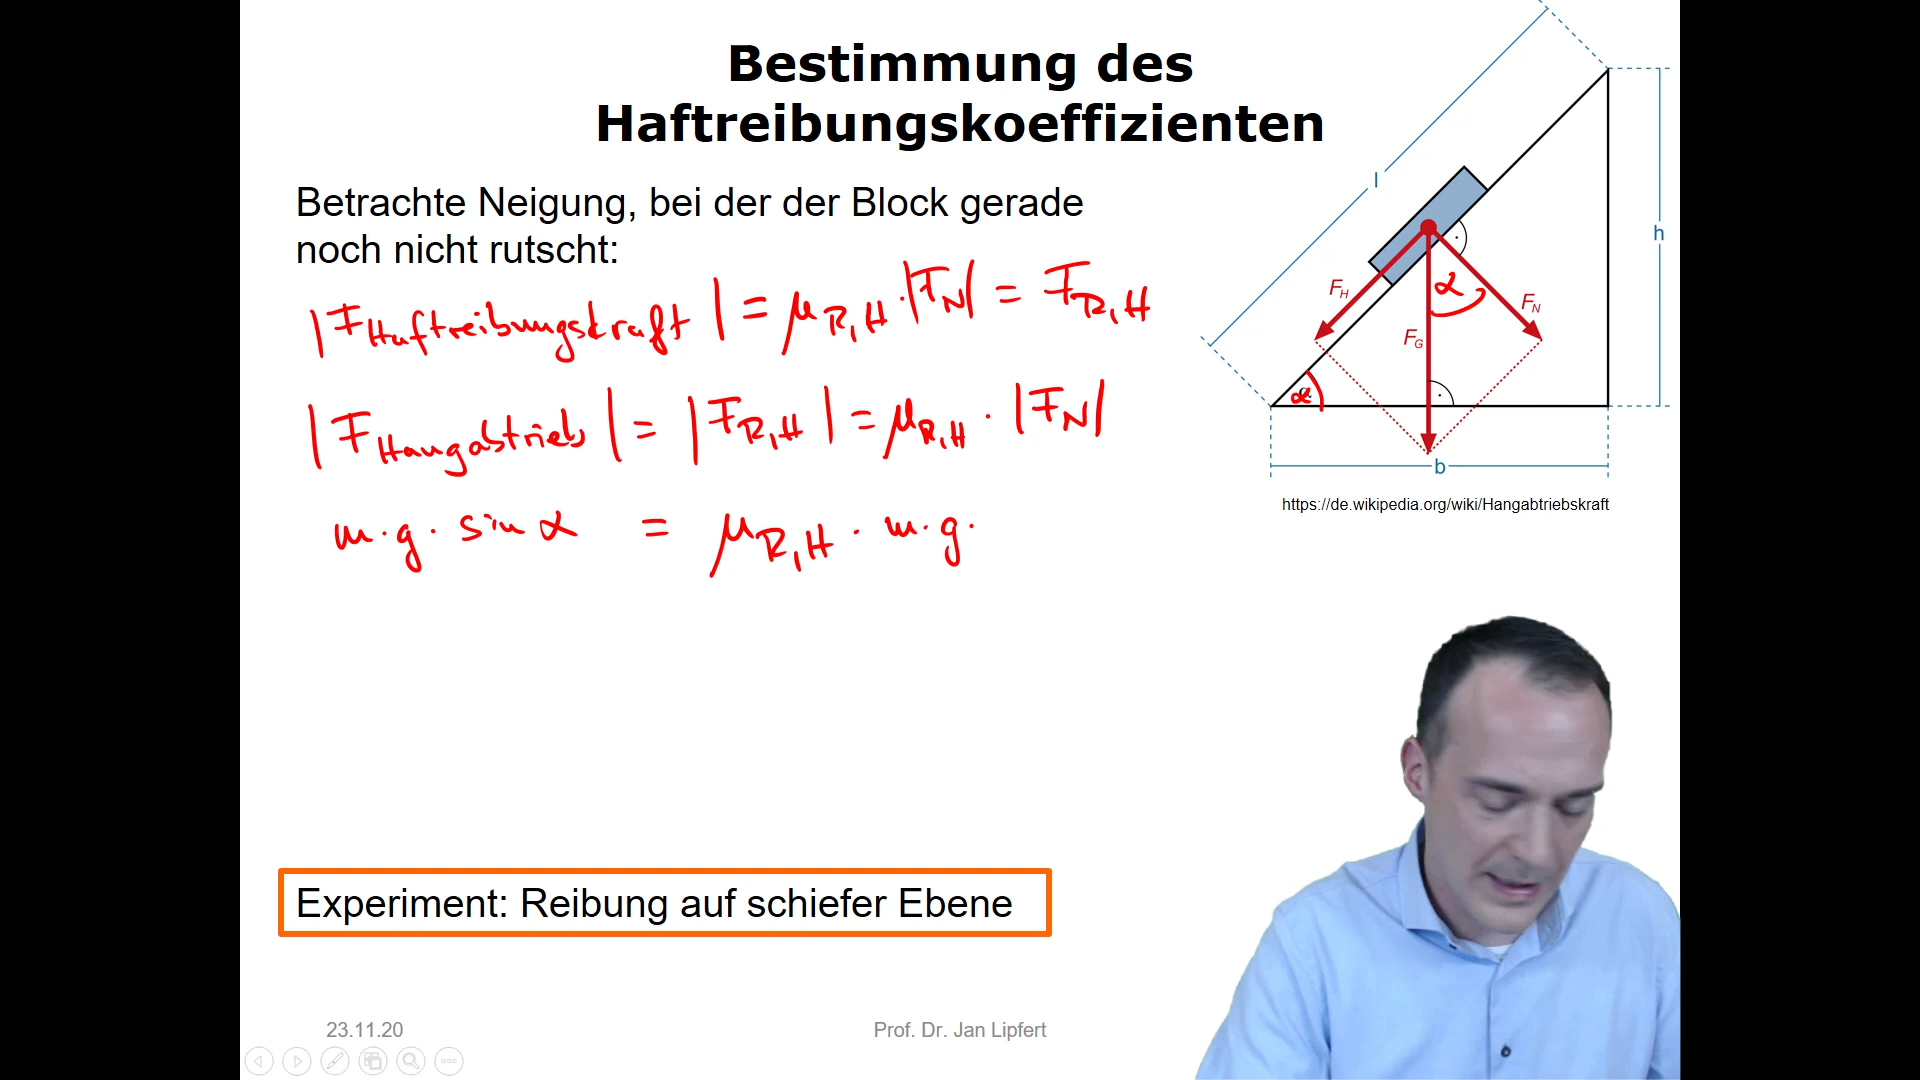 Bestimmung des
Haftreibungskoeffizienten
Betrachte Neigung, bei der der Block gerade
noch nicht rutscht:
|F_Haftreibungskraft| = μ_R,H · |F_N| = F_R,H
|F_Hangabtrieb| = |F_R,H| = μ_R,H · |F_N|
m·g· sin α = μ_R,H · m·g·
l
h
F_H
α
F_N
F_G
α
b
https://de.wikipedia.org/wiki/Hangabtriebskraft
Experiment: Reibung auf schiefer Ebene
23.11.20
Prof. Dr. Jan Lipfert